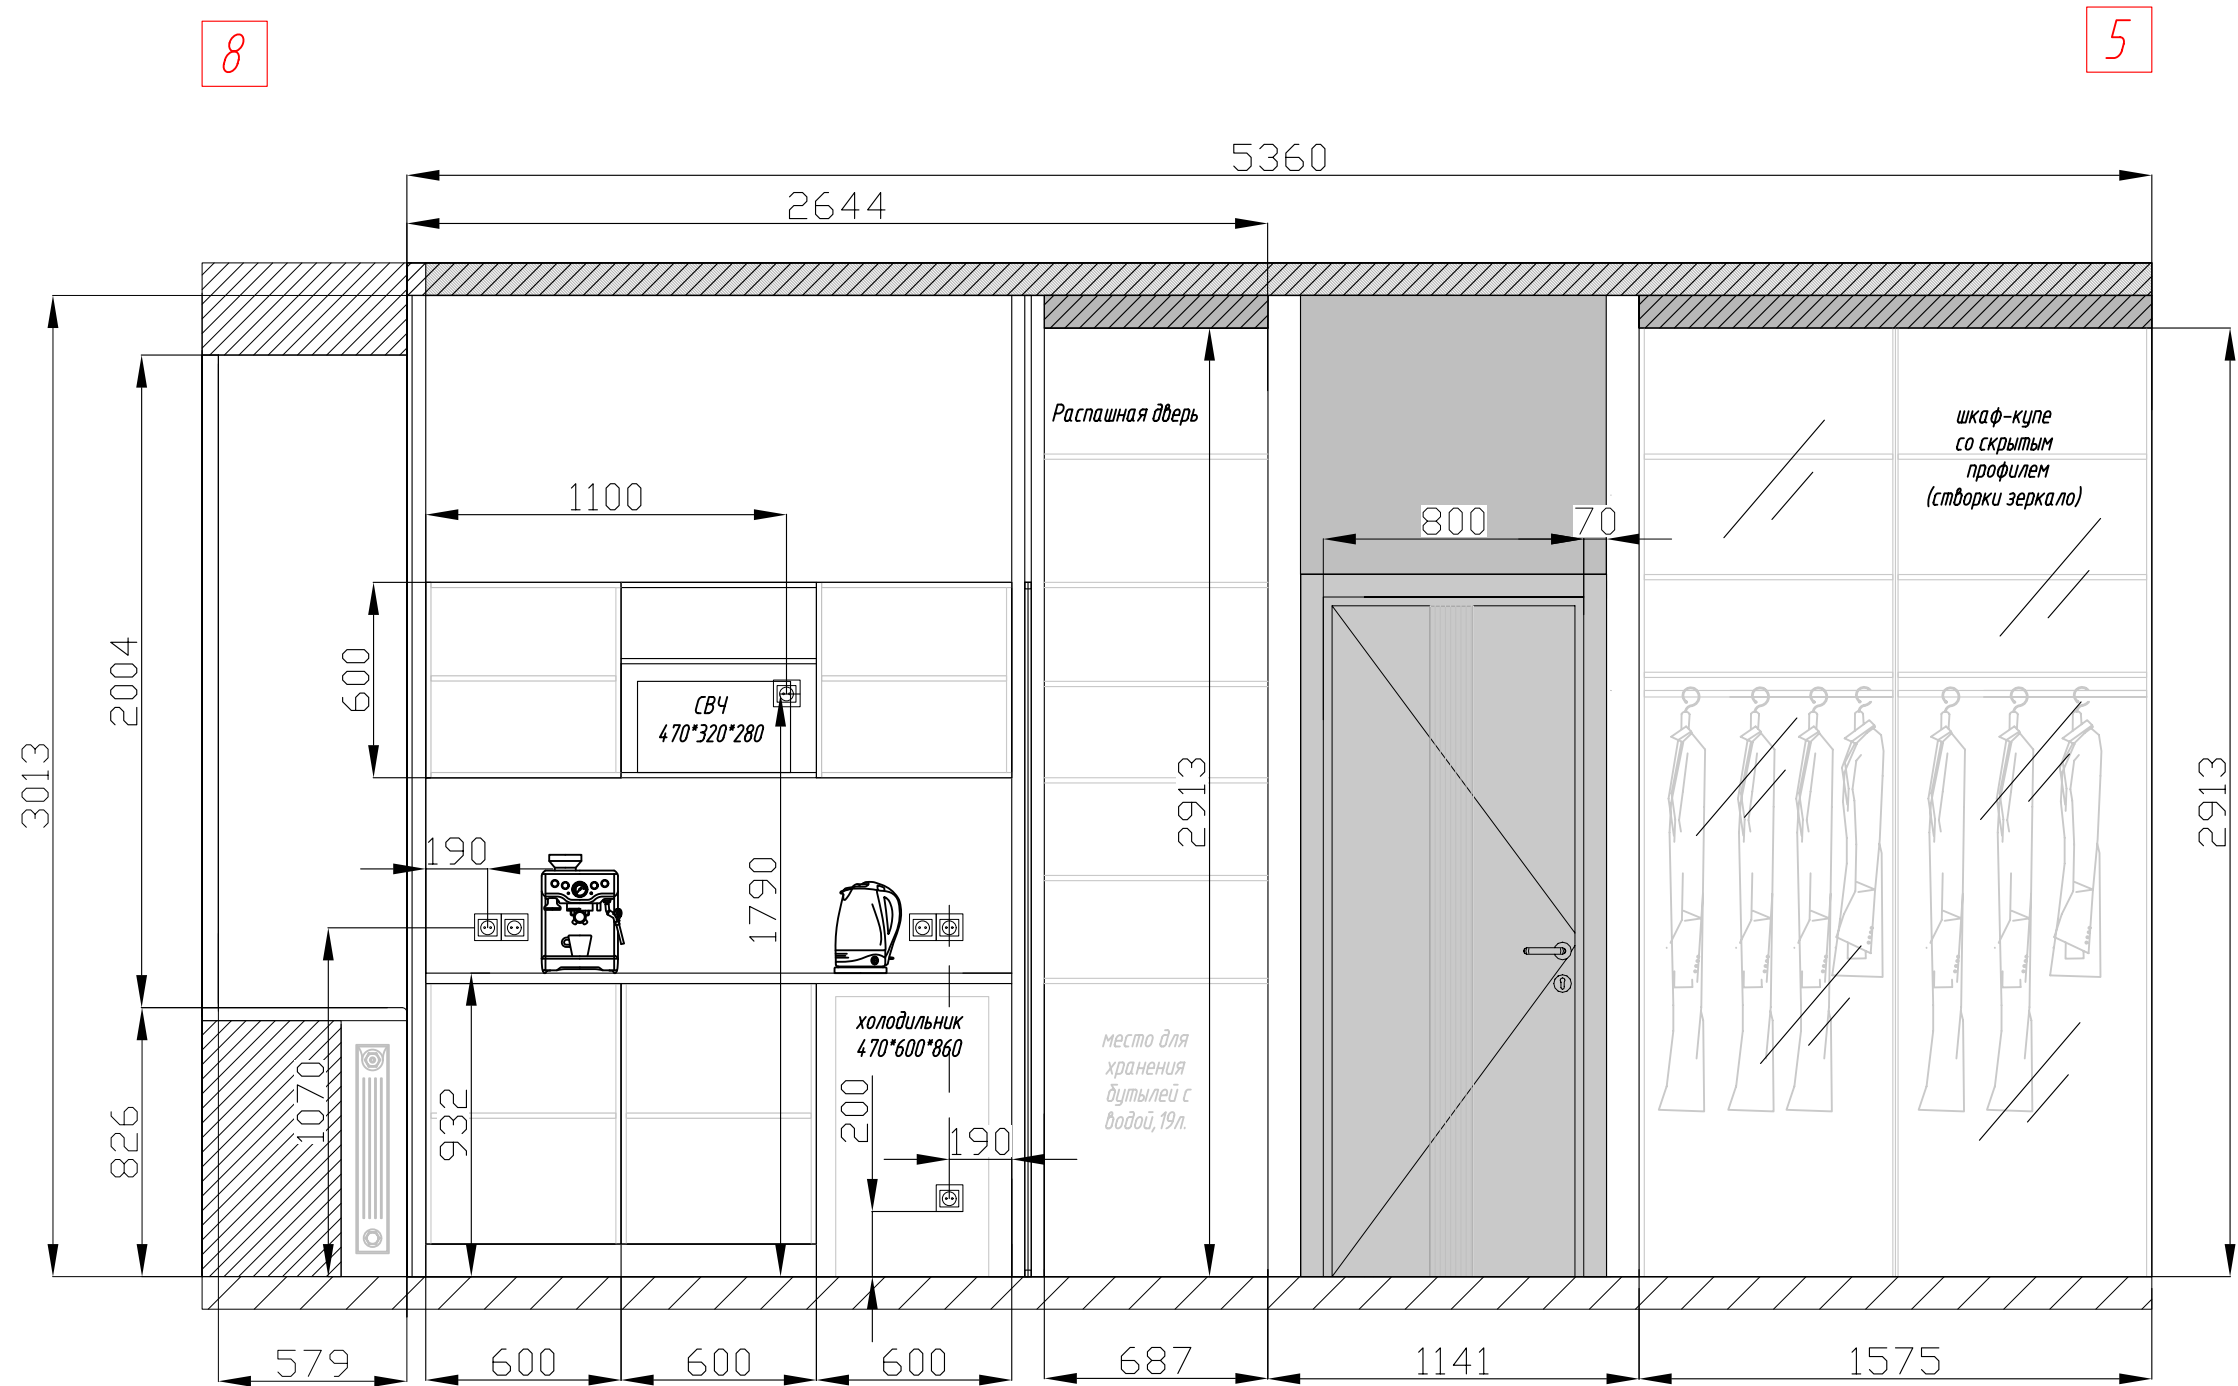 8
5
5360
2644
Распашная дверь
шкаф-купе
со скрытым
профилем
(створки зеркало)
1100
800
70
2004
600
СВЧ
470*320*280
3013
2913
2913
190
1790
холодильник
470*600*860
место для
хранения
бутылей с
водой,19л.
1070
932
200
826
190
579
600
600
600
687
1141
1575